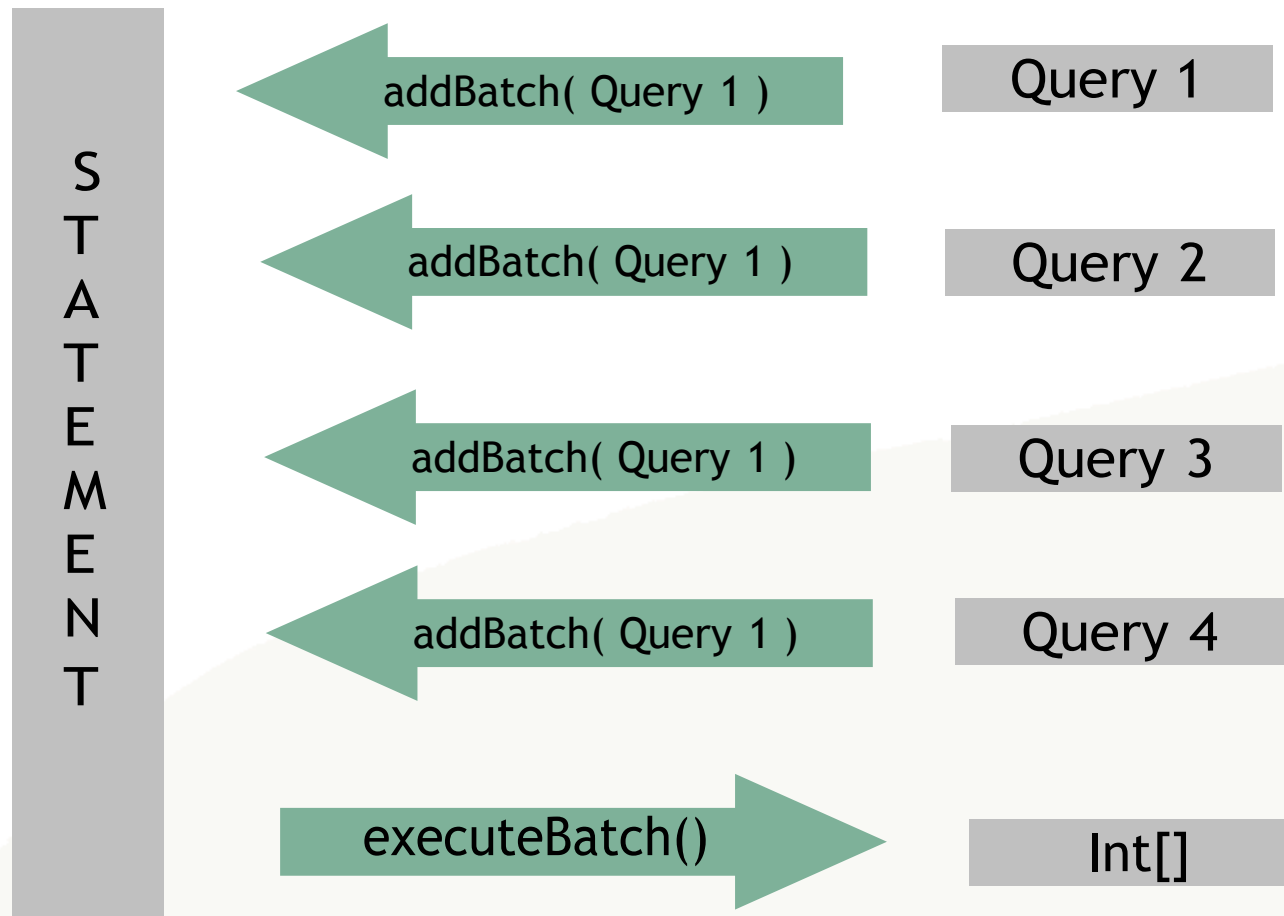 STATEMENT
addBatch( Query 1 )
Query 1
addBatch( Query 1 )
Query 2
addBatch( Query 1 )
Query 3
addBatch( Query 1 )
Query 4
executeBatch()
Int[]